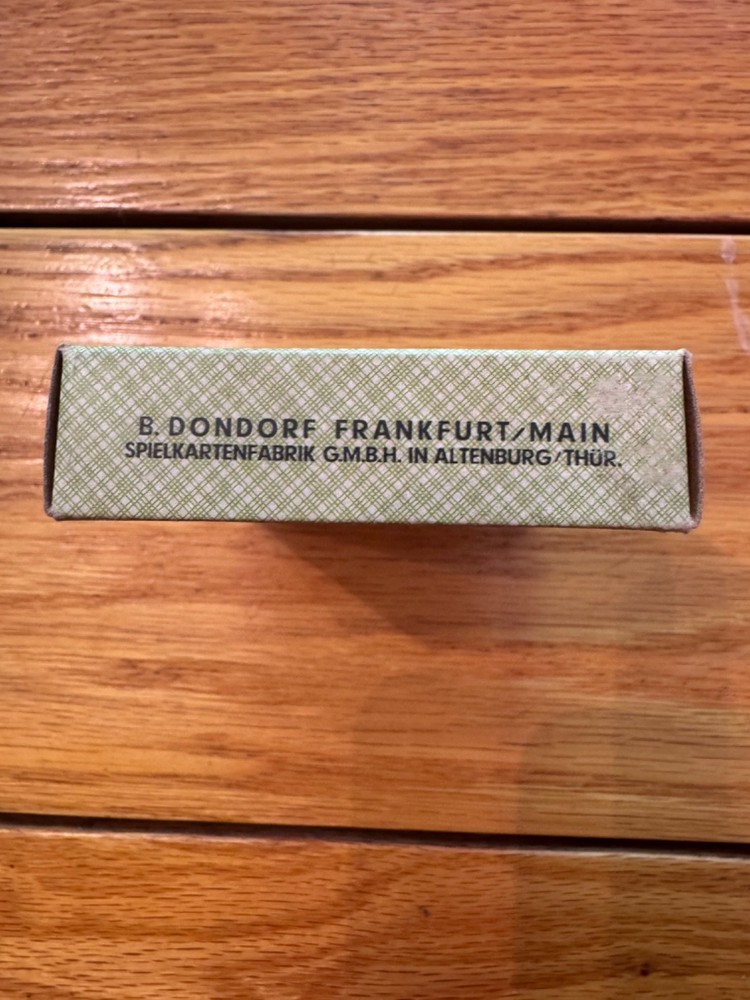 B. DONDORF FRANKFURT/MAIN
SPIELKARTENFABRIK G.M.B.H. IN ALTENBURG/THÜR.